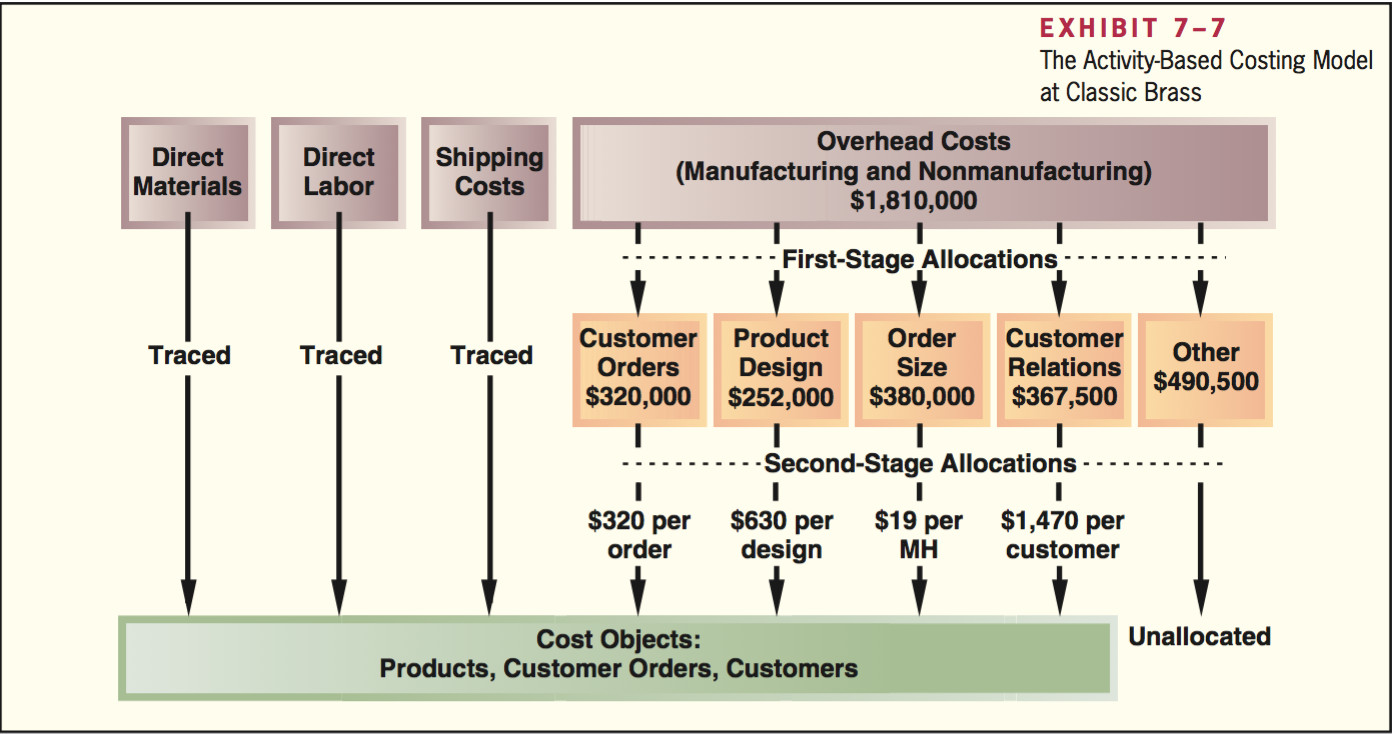 EXHIBIT 7–7
The Activity-Based Costing Model
at Classic Brass
Direct
Materials
Direct
Labor
Shipping
Costs
Overhead Costs
(Manufacturing and Nonmanufacturing)
$1,810,000
First-Stage Allocations
Traced
Traced
Traced
Customer
Orders
$320,000
Product
Design
$252,000
Order
Size
$380,000
Customer
Relations
$367,500
Other
$490,500
Second-Stage Allocations
$320 per
order
$630 per
design
$19 per
MH
$1,470 per
customer
Cost Objects:
Products, Customer Orders, Customers
Unallocated